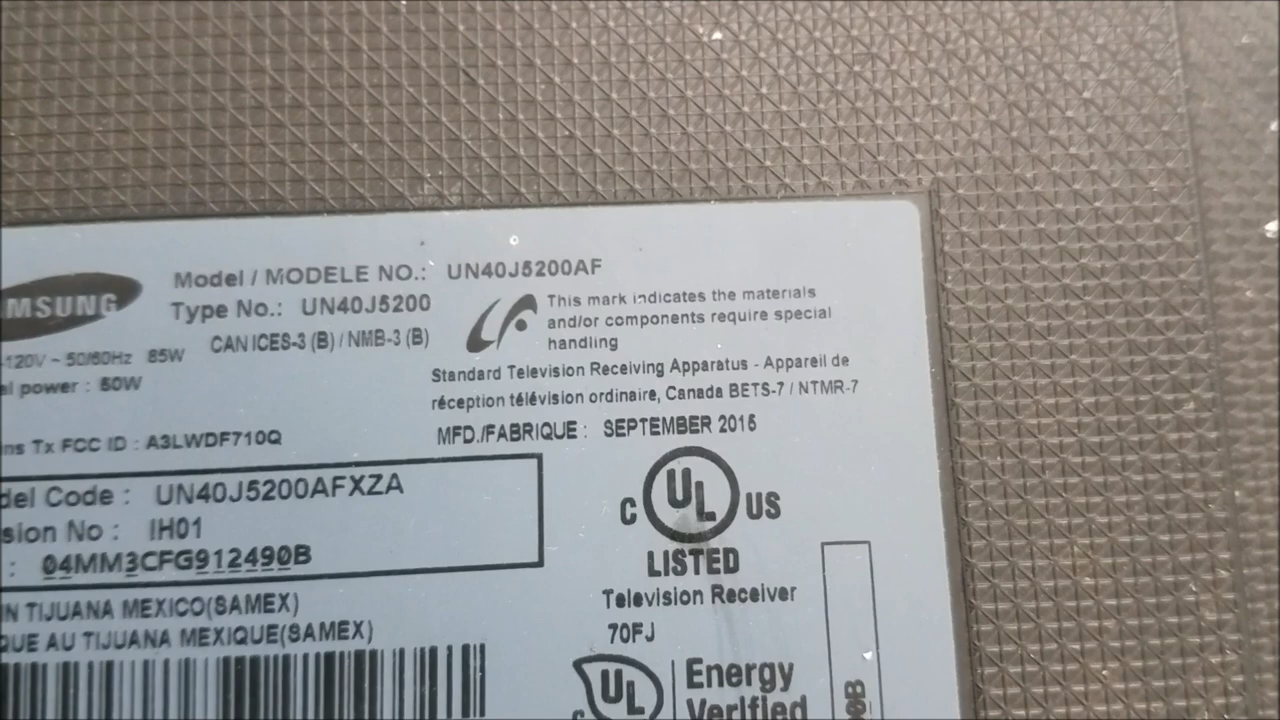 MSUNG
Model / MODELE NO.: UN40J5200AF
Type No.: UN40J5200
CAN ICES-3 (B) / NMB-3 (B)
-120V ~ 50/60Hz 85W
al power : 50W
This mark indicates the materials
and/or components require special
handling
Standard Television Receiving Apparatus - Appareil de
réception télévision ordinaire, Canada BETS-7 / NTMR-7
ns Tx FCC ID : A3LWDF710Q
MFD./FABRIQUE : SEPTEMBER 2015
del Code : UN40J5200AFXZA
sion No : IH01
: 04MM3CFG912490B
IN TIJUANA MEXICO(SAMEX)
QUE AU TIJUANA MEXIQUE(SAMEX)
C UL US
LISTED
Television Receiver
70FJ
C UL Energy
Verified
0B